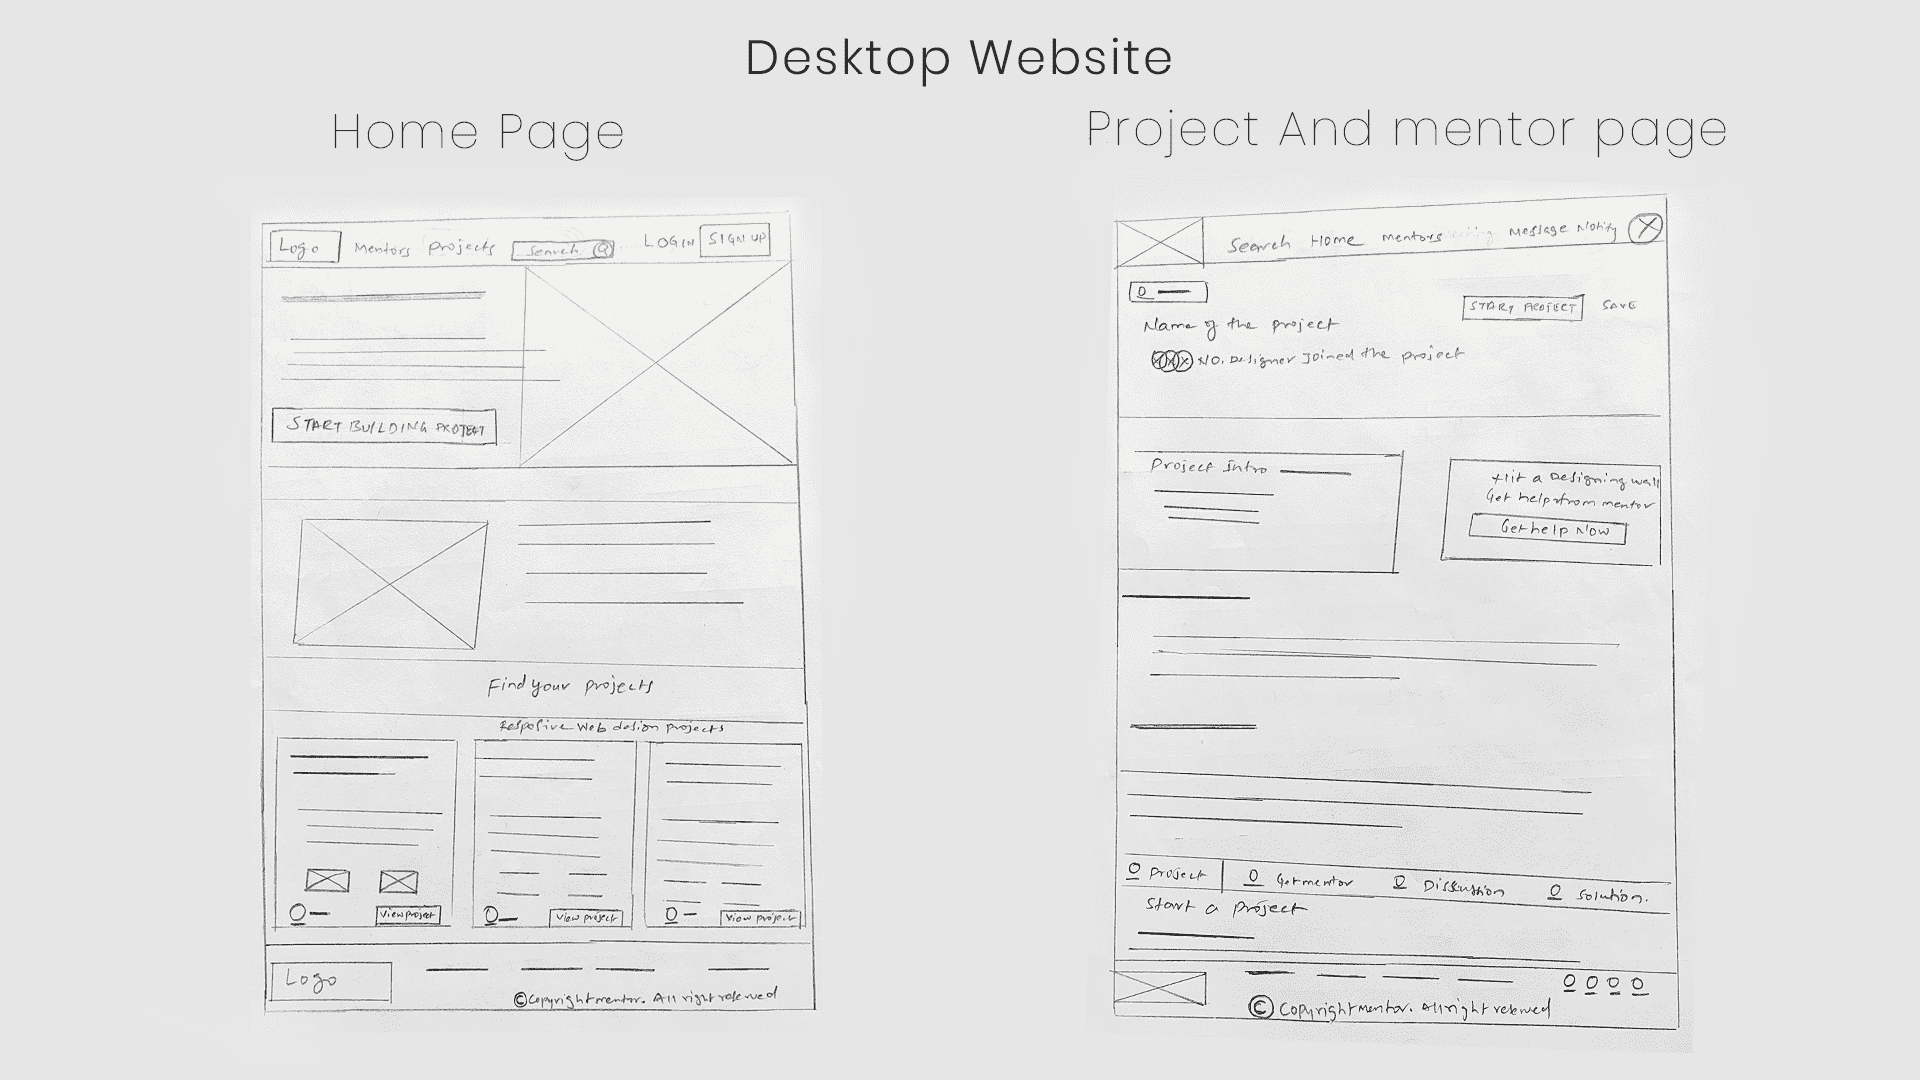 Desktop Website
Home Page
Logo Mentors Projects Search LOGIN SIGN UP
START BUILDING PROJECT
Find your projects
Resposive Web design projects
View project
View project
View project
Logo
©Copyright mentor. All right reserved
Project And mentor page
Search Home mentors Message Notify
START PROJECT SAVE
Name of the project
NO. Designer joined the project
Project Intro
Hit a Designing wall
Get help from mentor
Get help Now
Project Get mentor Disscussion Solution.
Start a project
© Copyright mentor. All right reserved